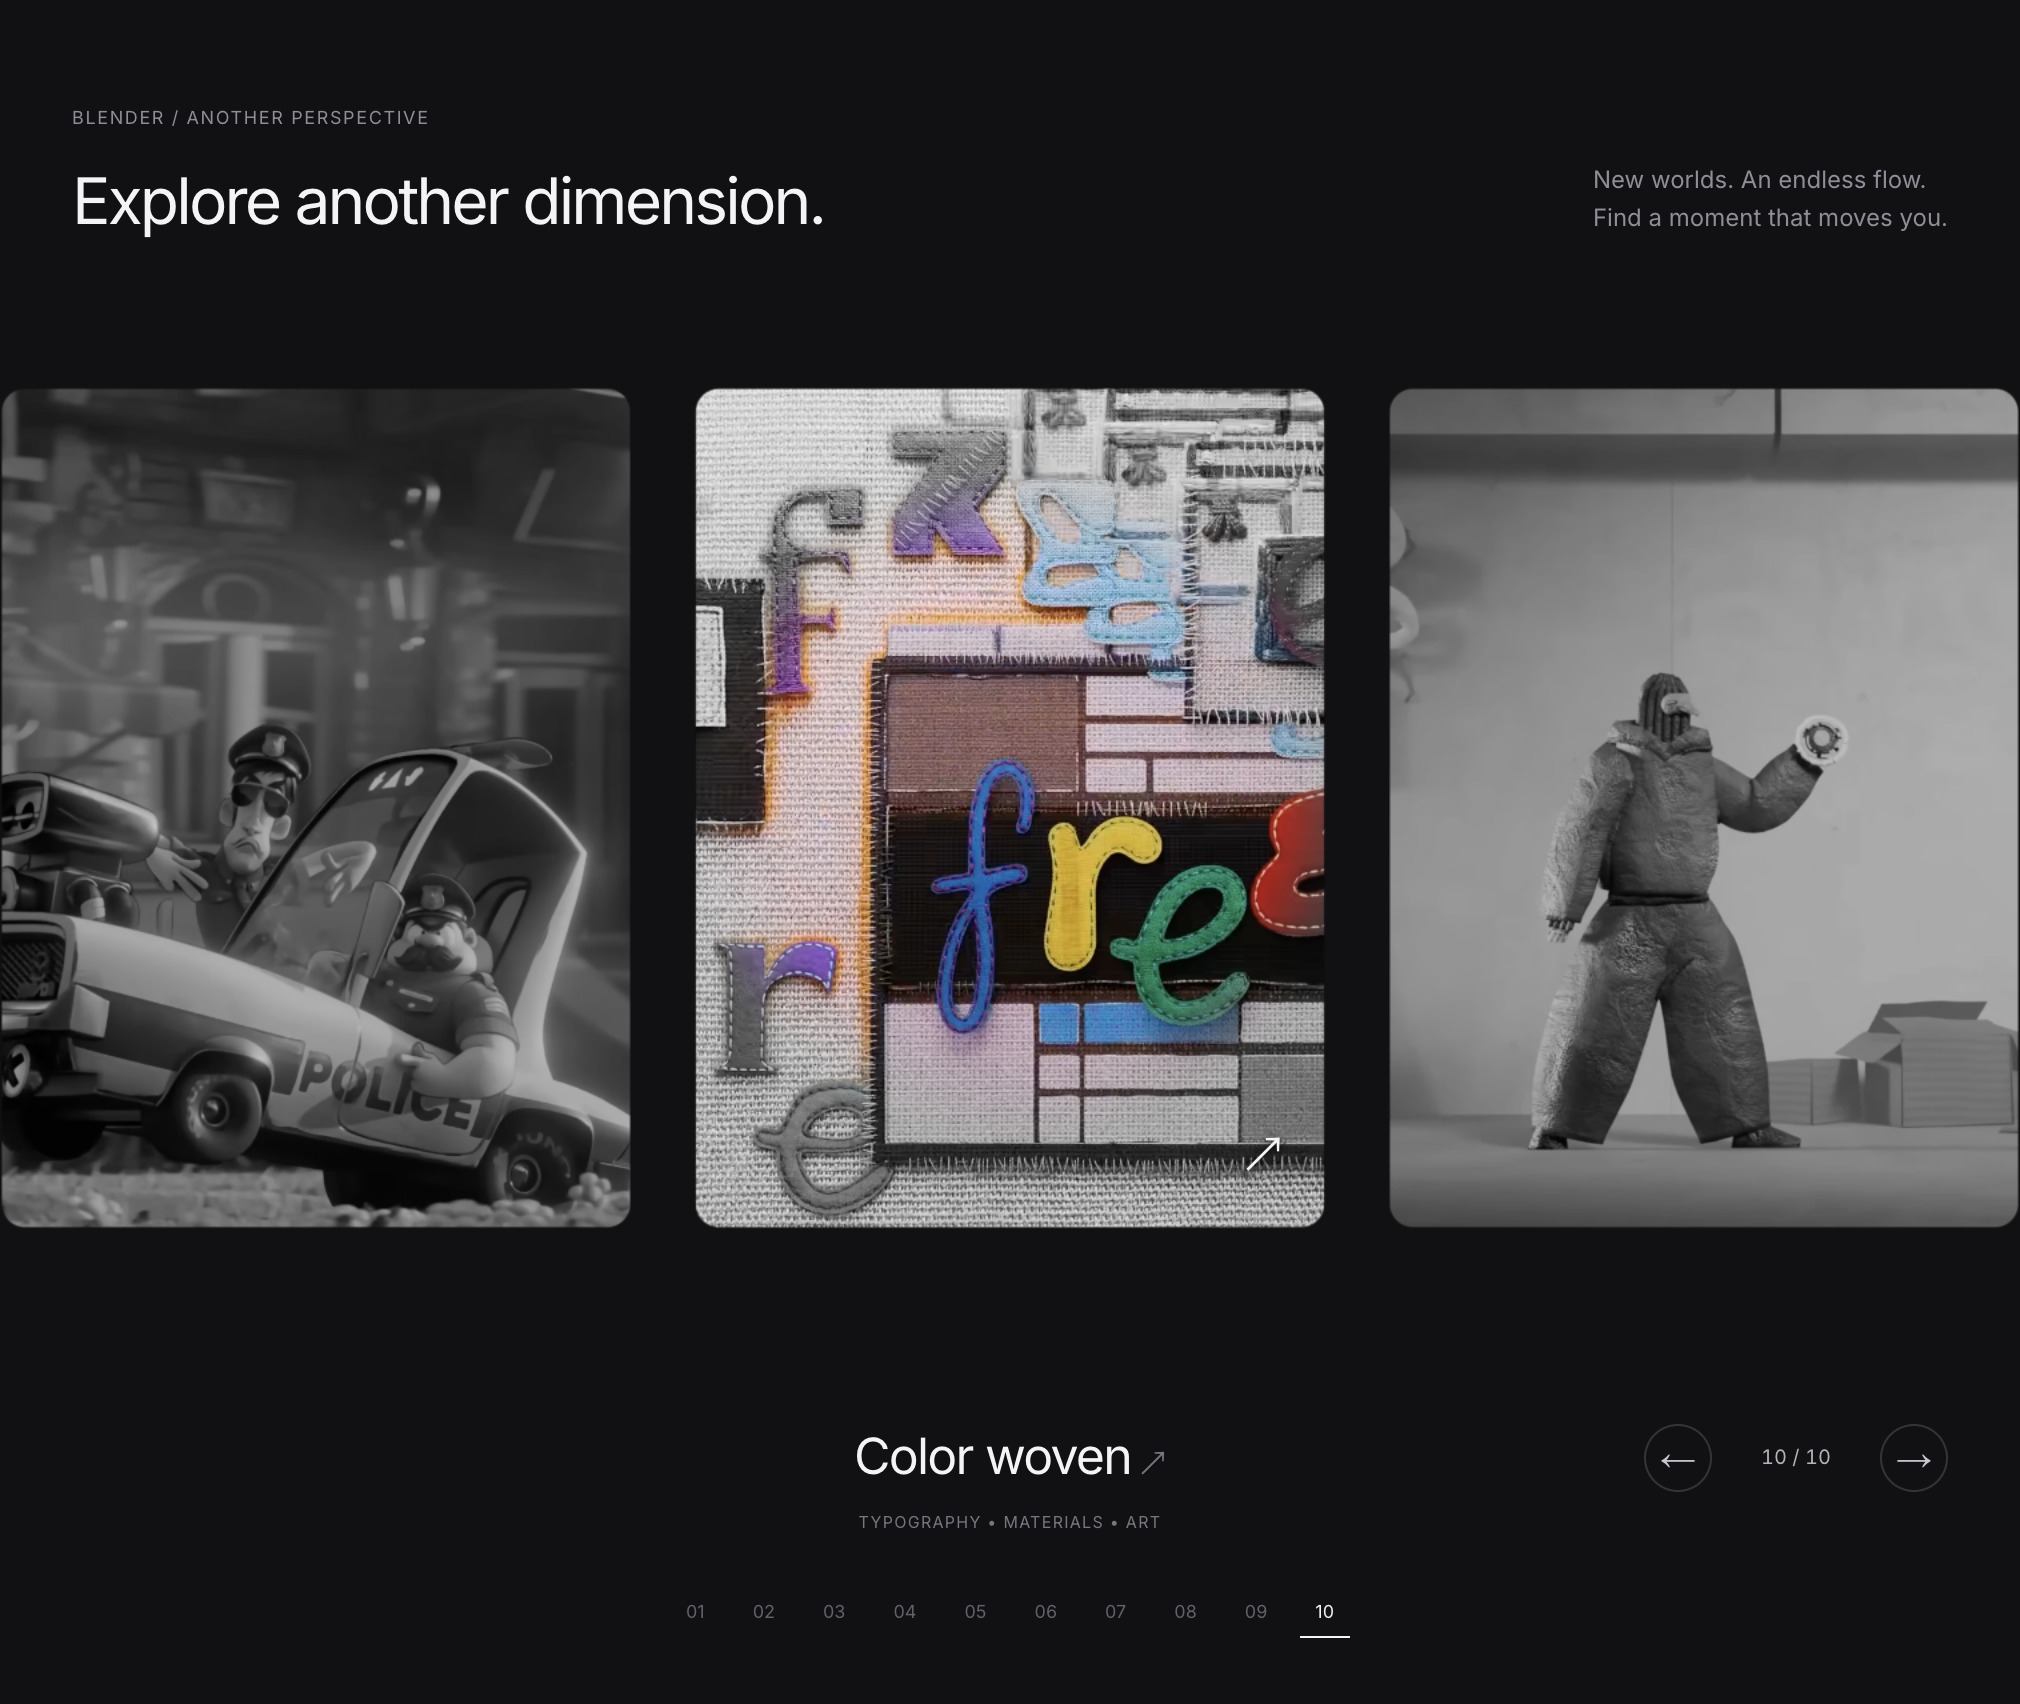 BLENDER / ANOTHER PERSPECTIVE
Explore another dimension.
New worlds. An endless flow.
Find a moment that moves you.
POLICE
f
r
e
free
Color woven ↗
TYPOGRAPHY • MATERIALS • ART
← 10 / 10 →
01 02 03 04 05 06 07 08 09 10